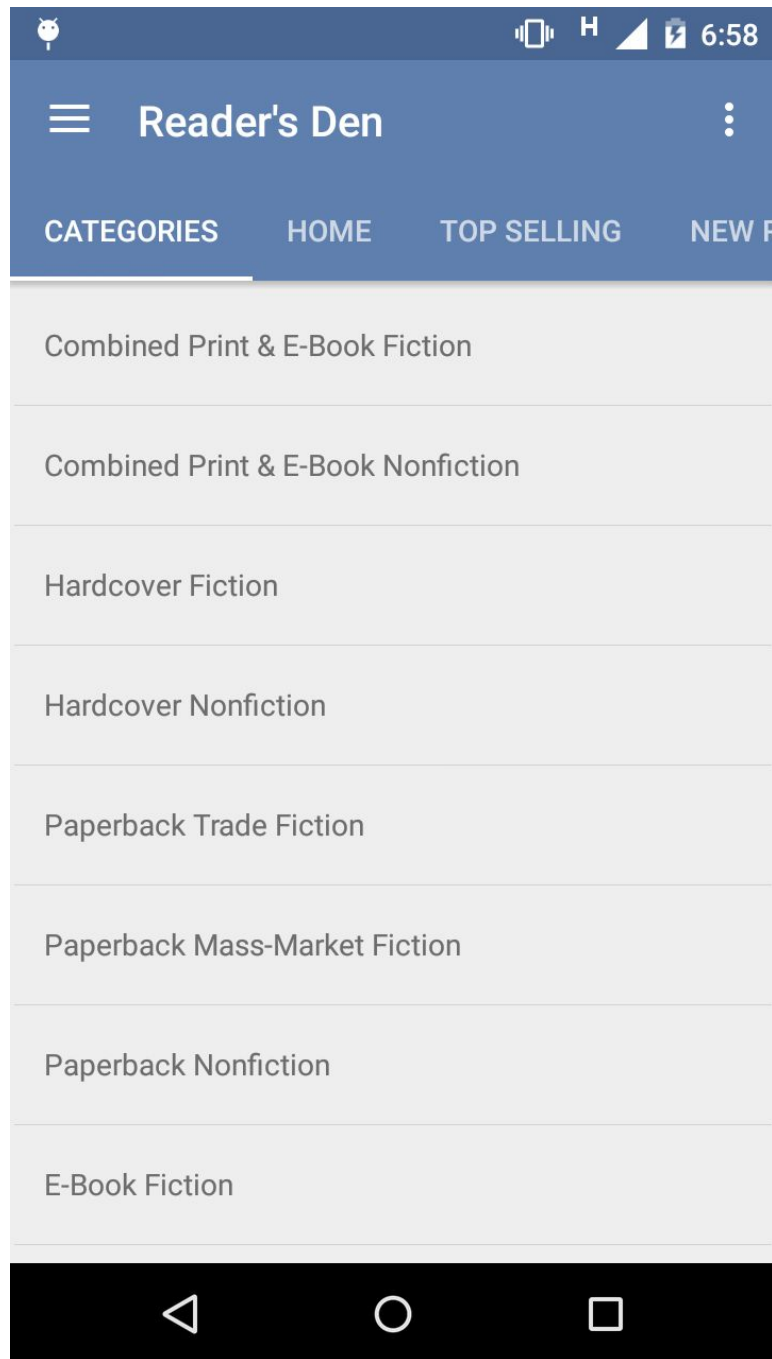 H 6:58
Reader's Den
CATEGORIES HOME TOP SELLING NEW
Combined Print & E-Book Fiction
Combined Print & E-Book Nonfiction
Hardcover Fiction
Hardcover Nonfiction
Paperback Trade Fiction
Paperback Mass-Market Fiction
Paperback Nonfiction
E-Book Fiction